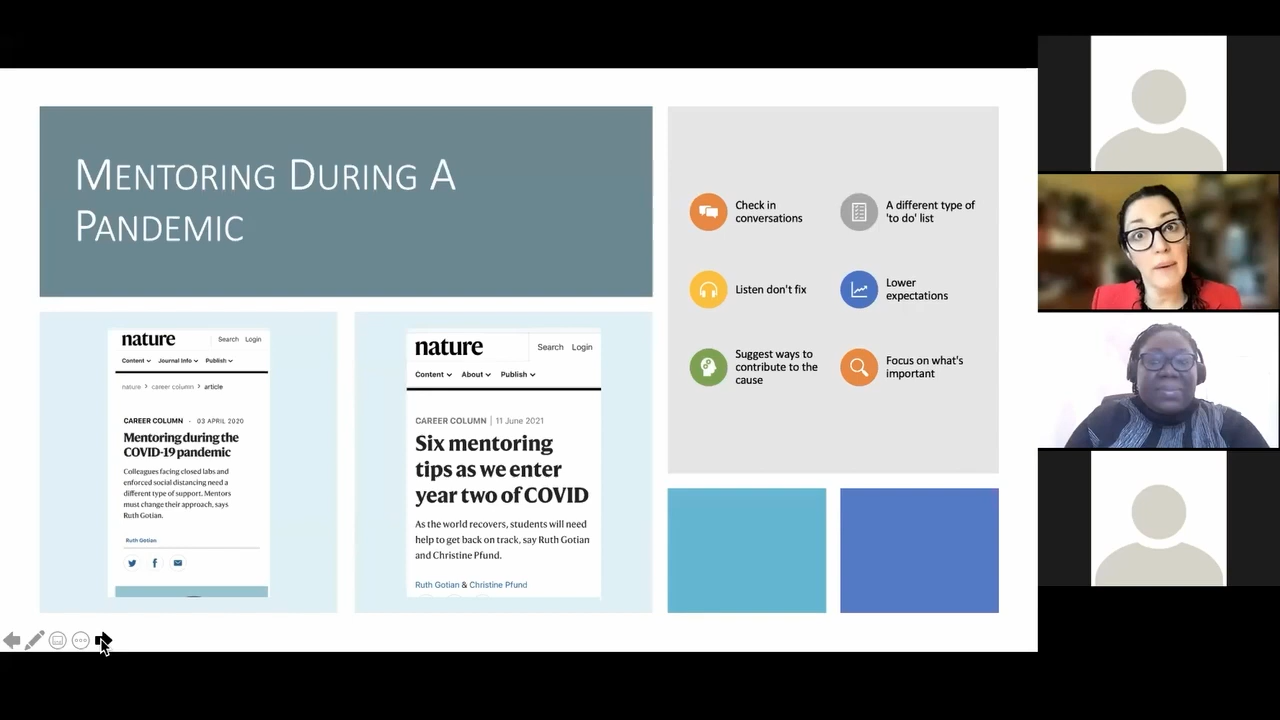 MENTORING DURING A
PANDEMIC
nature
Search
Login
Content
Journal Info
Publish
nature > career column > article
CAREER COLUMN · 03 APRIL 2020
Mentoring during the
COVID-19 pandemic
Colleagues facing closed labs and
enforced social distancing need a
different type of support. Mentors
must change their approach, says
Ruth Gotian.
Ruth Gotian
nature
Search
Login
Content
About
Publish
CAREER COLUMN | 11 June 2021
Six mentoring
tips as we enter
year two of COVID
As the world recovers, students will need
help to get back on track, say Ruth Gotian
and Christine Pfund.
Ruth Gotian & Christine Pfund
Check in
conversations
A different type of
'to do' list
Listen don't fix
Lower
expectations
Suggest ways to
contribute to the
cause
Focus on what's
important